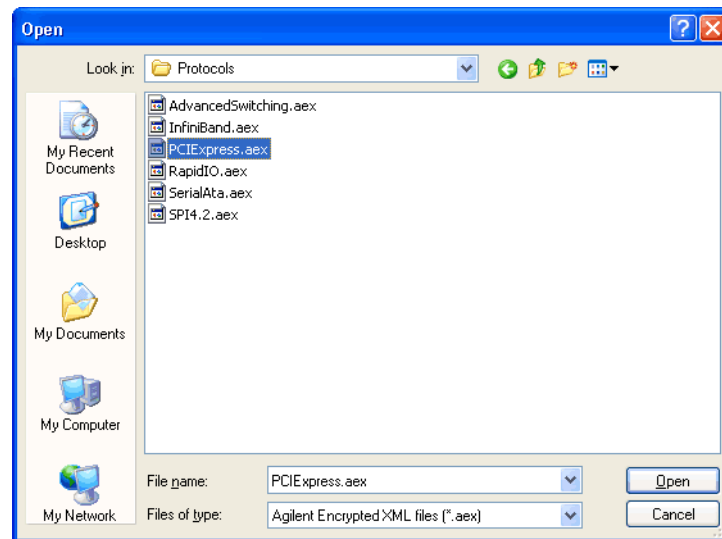 Open
Look in: Protocols
AdvancedSwitching.aex
InfiniBand.aex
PCIExpress.aex
RapidIO.aex
SerialAta.aex
SPI4.2.aex
My Recent
Documents
Desktop
My Documents
My Computer
My Network
File name: PCIExpress.aex Open
Files of type: Agilent Encrypted XML files (*.aex) Cancel